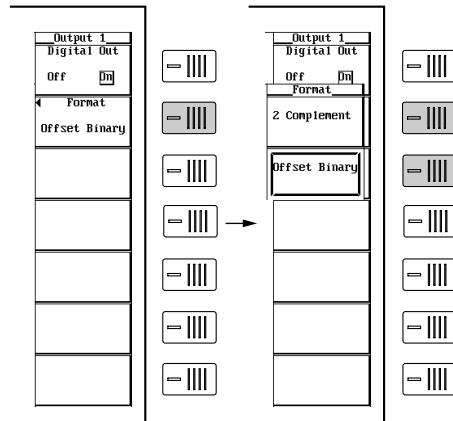 Output 1
Digital Out
Off On
Format
Offset Binary
Output 1
Digital Out
Off On
Format
2 Complement
Offset Binary